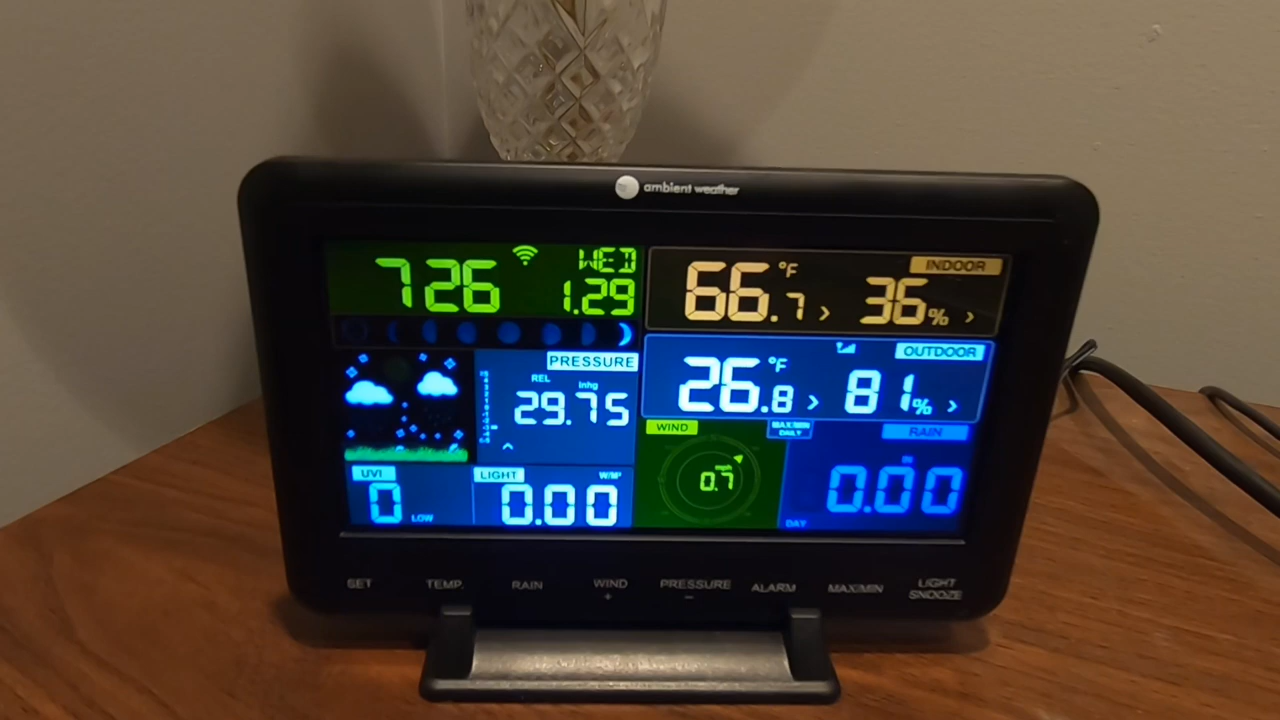 ambient weather
726 WED
1.29
66.7 °F 36% INDOOR
PRESSURE
REL inhg
29.75
OUTDOOR
26.8 °F 81%
UVI
0 LOW
LIGHT W/M²
0.00
WIND
MAX/MIN
DAILY
mph
0.7
RAIN
0.00
DAY
SET TEMP. RAIN WIND + PRESSURE − ALARM MAX/MIN LIGHT SNOOZE